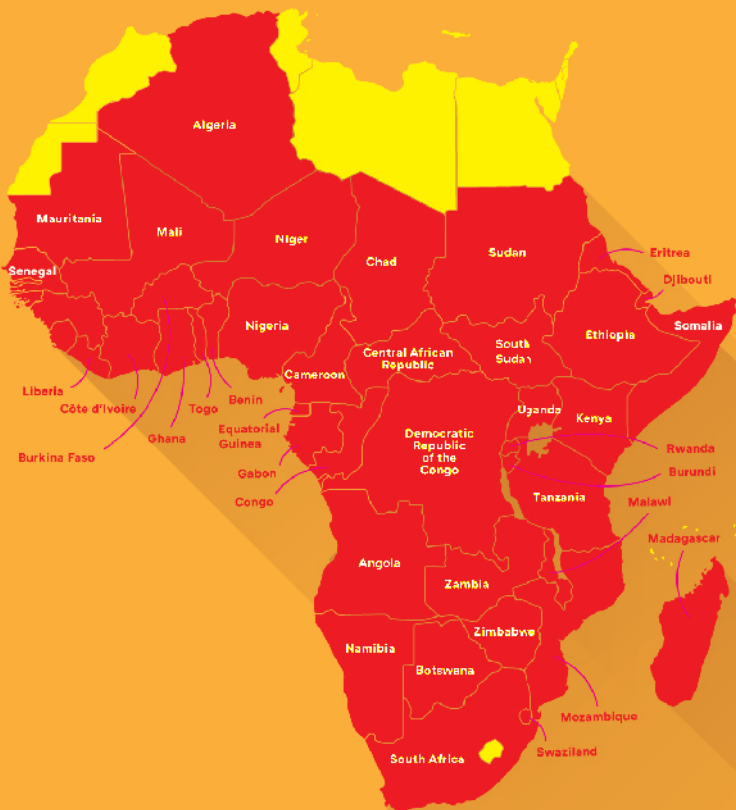 Algeria
Mauritania
Mali
Niger
Chad
Sudan
Eritrea
Djibouti
Senegal
Nigeria
Ethiopia
Somalia
South
Sudan
Central African
Republic
Cameroon
Liberia
Côte d'Ivoire
Togo
Benin
Ghana
Burkina Faso
Equatorial
Guinea
Gabon
Congo
Uganda
Kenya
Democratic
Republic
of the
Congo
Rwanda
Burundi
Tanzania
Malawi
Madagascar
Angola
Zambia
Zimbabwe
Namibia
Botswana
Mozambique
Swaziland
South Africa